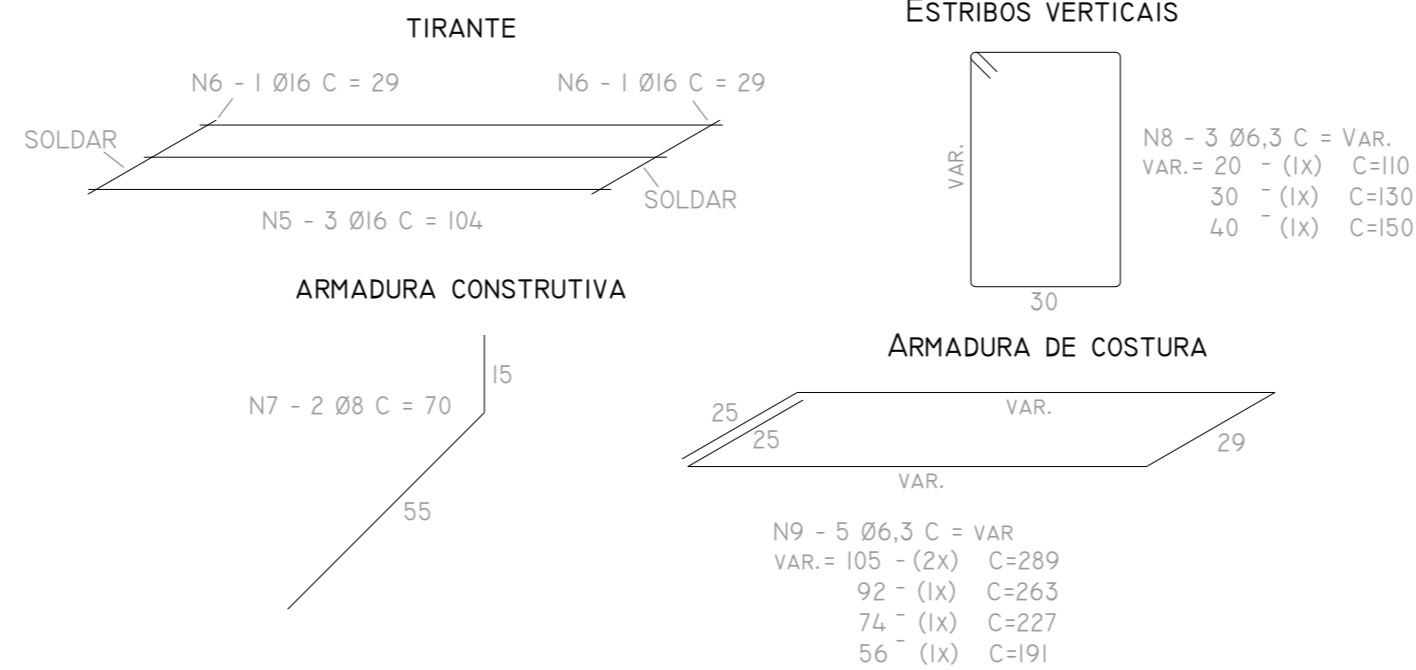 TIRANTE
N6 - 1 Ø16 C = 29
N6 - 1 Ø16 C = 29
SOLDAR
SOLDAR
N5 - 3 Ø16 C = 104
ESTRIBOS VERTICAIS
VAR.
30
N8 - 3 Ø6,3 C = VAR.
VAR.= 20 - (1X) C=110
30 - (1X) C=130
40 - (1X) C=150
ARMADURA CONSTRUTIVA
15
N7 - 2 Ø8 C = 70
55
ARMADURA DE COSTURA
25
25
VAR.
29
VAR.
N9 - 5 Ø6,3 C = VAR
VAR.= 105 - (2X) C=289
92 - (1X) C=263
74 - (1X) C=227
56 - (1X) C=191